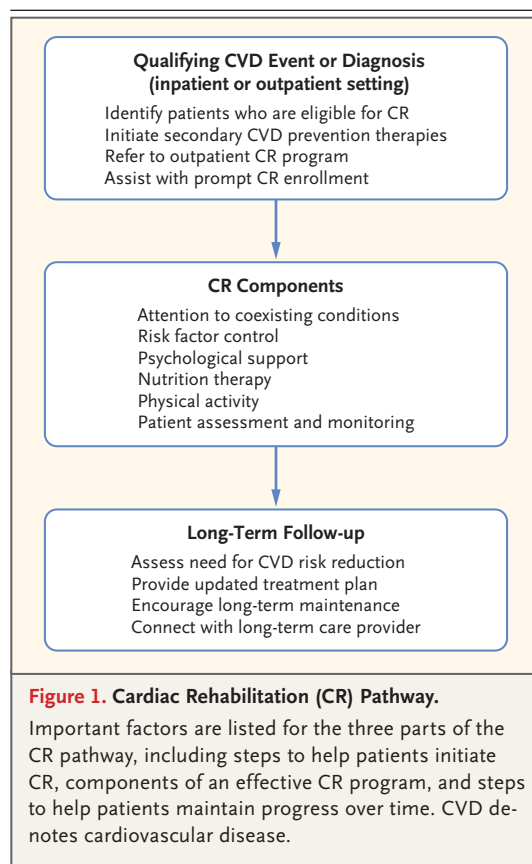 Qualifying CVD Event or Diagnosis
(inpatient or outpatient setting)
Identify patients who are eligible for CR
Initiate secondary CVD prevention therapies
Refer to outpatient CR program
Assist with prompt CR enrollment
CR Components
Attention to coexisting conditions
Risk factor control
Psychological support
Nutrition therapy
Physical activity
Patient assessment and monitoring
Long-Term Follow-up
Assess need for CVD risk reduction
Provide updated treatment plan
Encourage long-term maintenance
Connect with long-term care provider
Figure 1. Cardiac Rehabilitation (CR) Pathway.
Important factors are listed for the three parts of the
CR pathway, including steps to help patients initiate
CR, components of an effective CR program, and steps
to help patients maintain progress over time. CVD de-
notes cardiovascular disease.